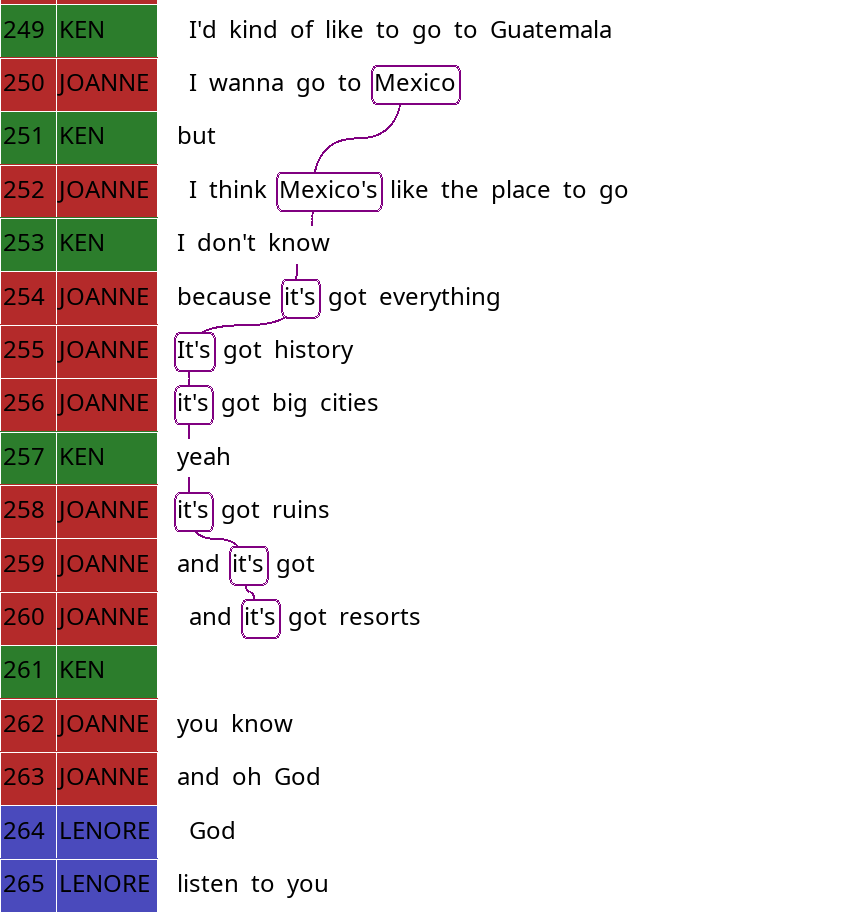 249 KEN I'd kind of like to go to Guatemala
250 JOANNE I wanna go to Mexico
251 KEN but
252 JOANNE I think Mexico's like the place to go
253 KEN I don't know
254 JOANNE because it's got everything
255 JOANNE It's got history
256 JOANNE it's got big cities
257 KEN yeah
258 JOANNE it's got ruins
259 JOANNE and it's got
260 JOANNE and it's got resorts
261 KEN
262 JOANNE you know
263 JOANNE and oh God
264 LENORE God
265 LENORE listen to you